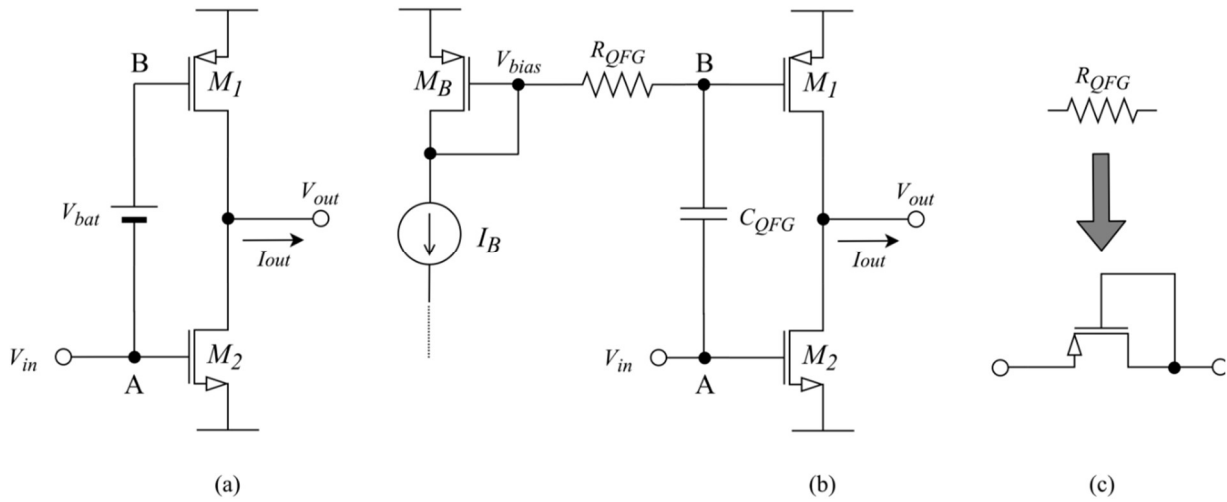 B
M1
Vbat
Vout
Iout
Vin
A
M2
(a)
MB
Vbias
RQFG
IB
B
M1
CQFG
Vout
Iout
Vin
A
M2
(b)
RQFG
(c)